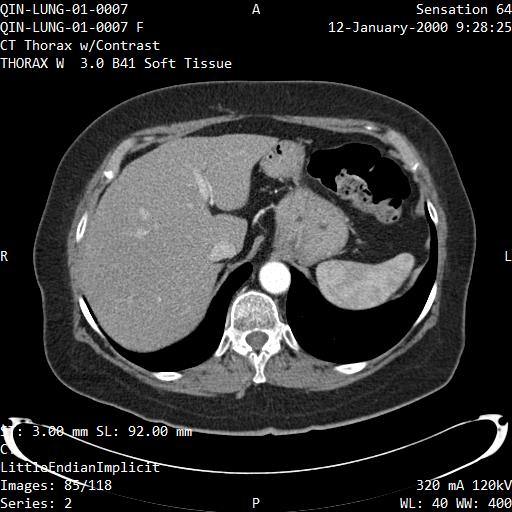 QIN-LUNG-01-0007
A
Sensation 64
QIN-LUNG-01-0007 F
12-January-2000 9:28:25
CT Thorax w/Contrast
THORAX W 3.0 B41 Soft Tissue
R
L
3.00 mm SL: 92.00 mm
LittleEndianImplicit
Images: 85/118
320 mA 120kV
Series: 2
P
WL: 40 WW: 400